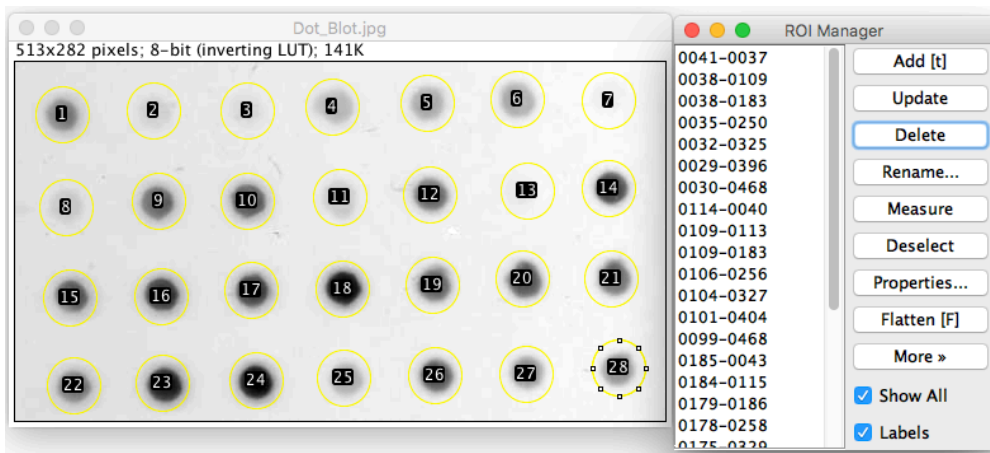 Dot_Blot.jpg
513x282 pixels; 8-bit (inverting LUT); 141K
1 2 3 4 5 6 7
8 9 10 11 12 13 14
15 16 17 18 19 20 21
22 23 24 25 26 27 28
ROI Manager
0041-0037
0038-0109
0038-0183
0035-0250
0032-0325
0029-0396
0030-0468
0114-0040
0109-0113
0109-0183
0106-0256
0104-0327
0101-0404
0099-0468
0185-0043
0184-0115
0179-0186
0178-0258
0175-0329
Add [t]
Update
Delete
Rename...
Measure
Deselect
Properties...
Flatten [F]
More »
Show All
Labels